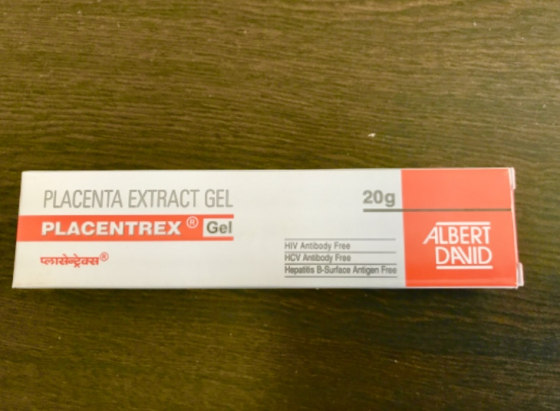 PLACENTA EXTRACT GEL
20g
PLACENTREX® Gel
प्लासेन्ट्रेक्स®
HIV Antibody Free
HCV Antibody Free
Hepatitis B-Surface Antigen Free
ALBERT
DAVID